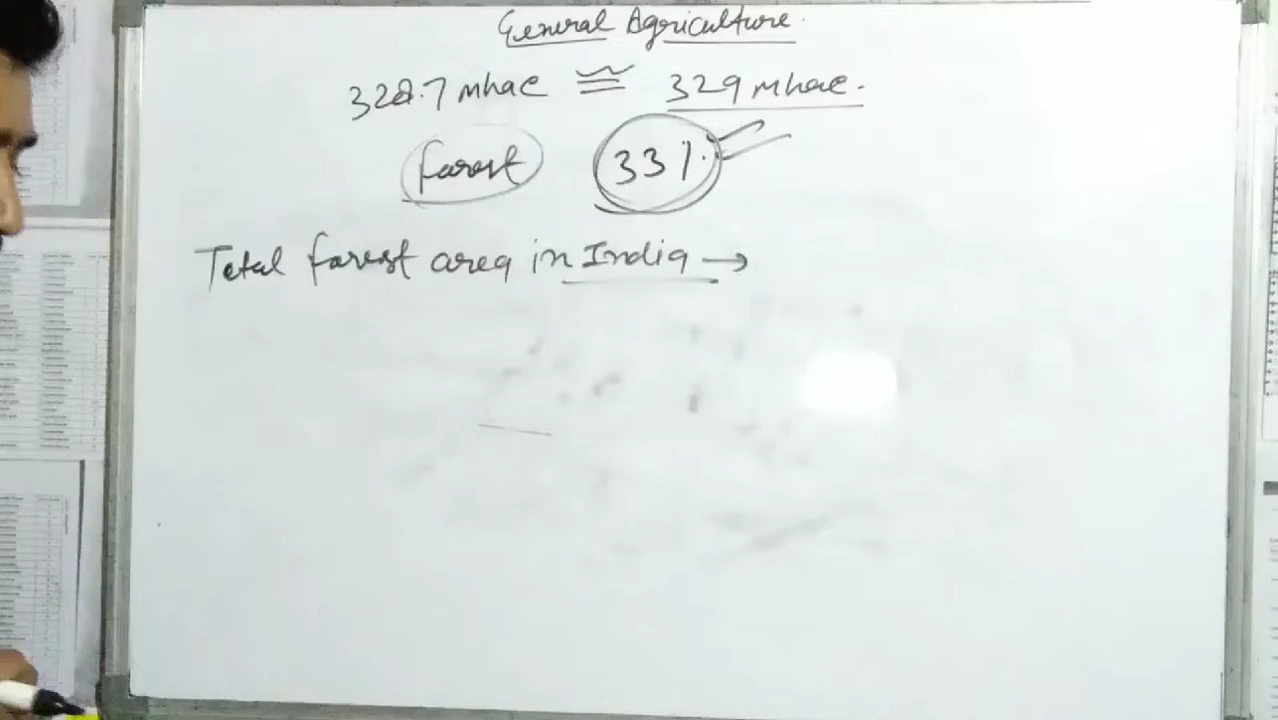 General Agriculture.
328.7 mhac ≅ 329 mhac.
forest 33%.
Total forest area in India →